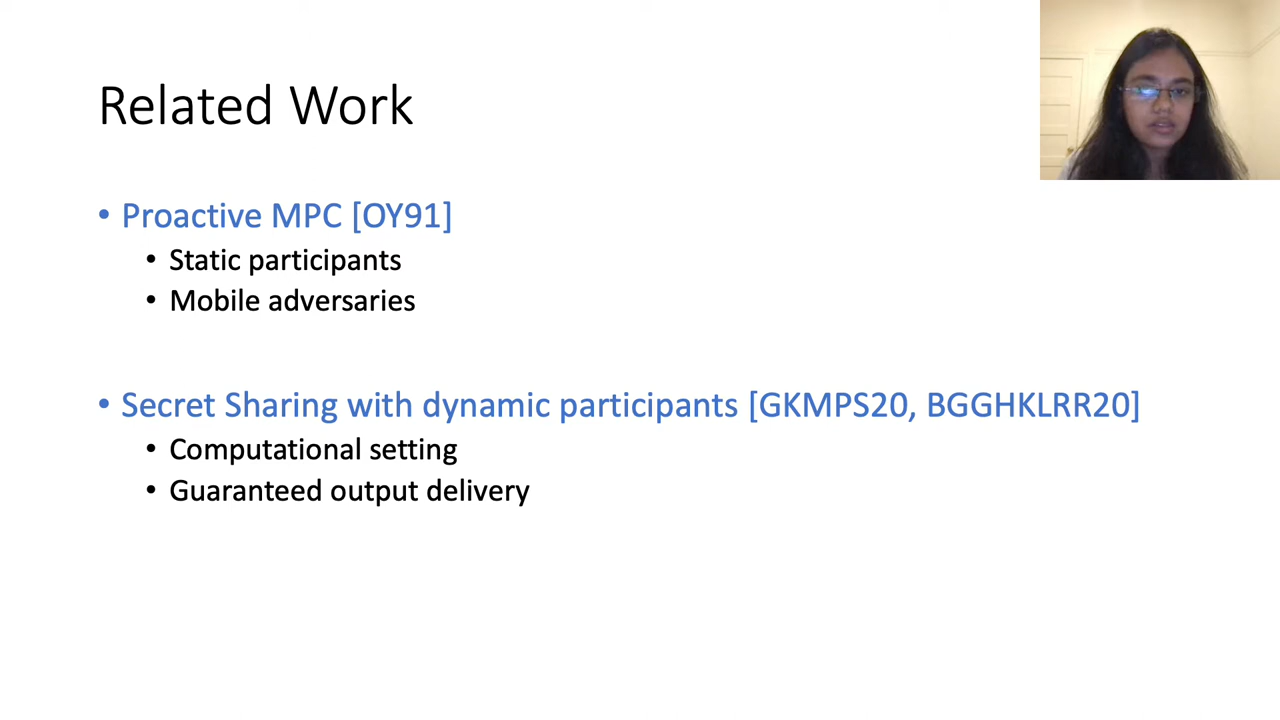 Related Work
• Proactive MPC [OY91]
• Static participants
• Mobile adversaries
• Secret Sharing with dynamic participants [GKMPS20, BGGHKLRR20]
• Computational setting
• Guaranteed output delivery